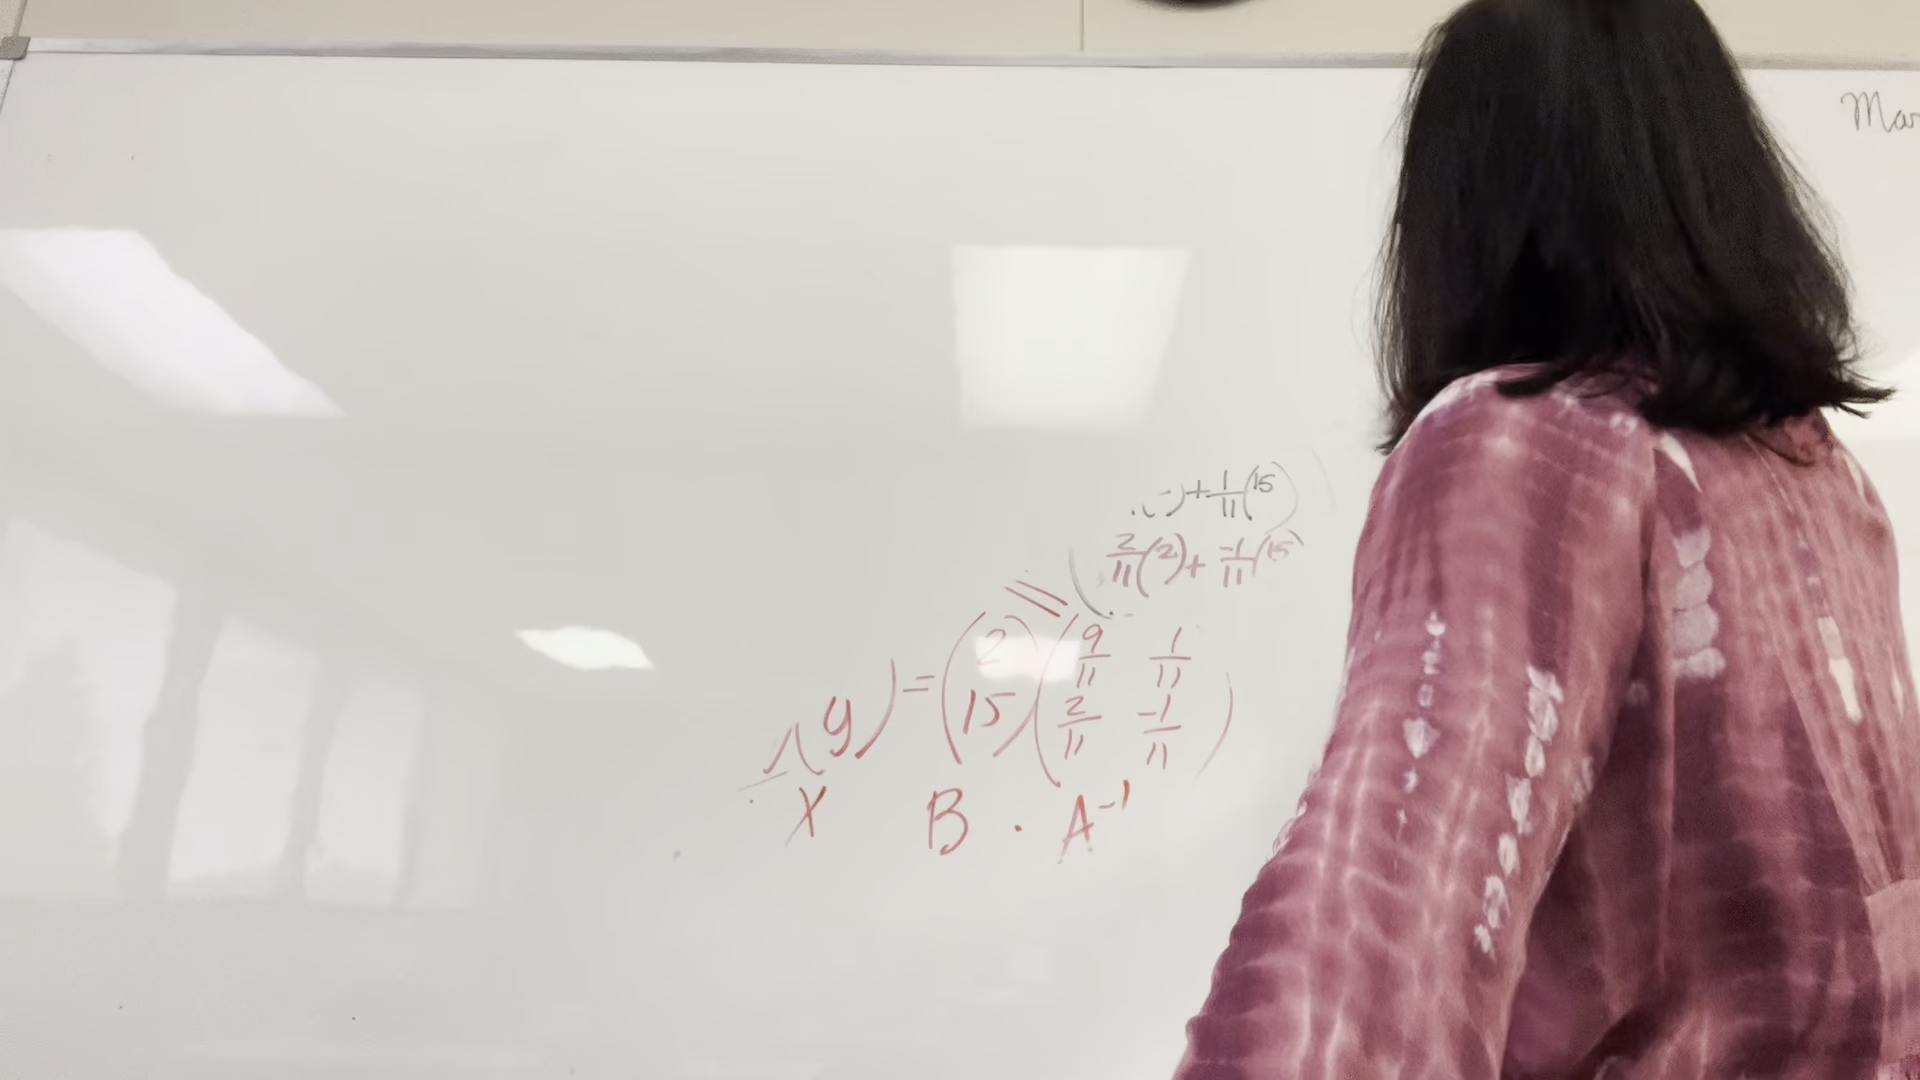 + 1/11 (15)
2/11 (2) + -1/11 (15)
=
y) = (2 15) (9/11 1/11 2/11 -1/11)
X B . A⁻¹